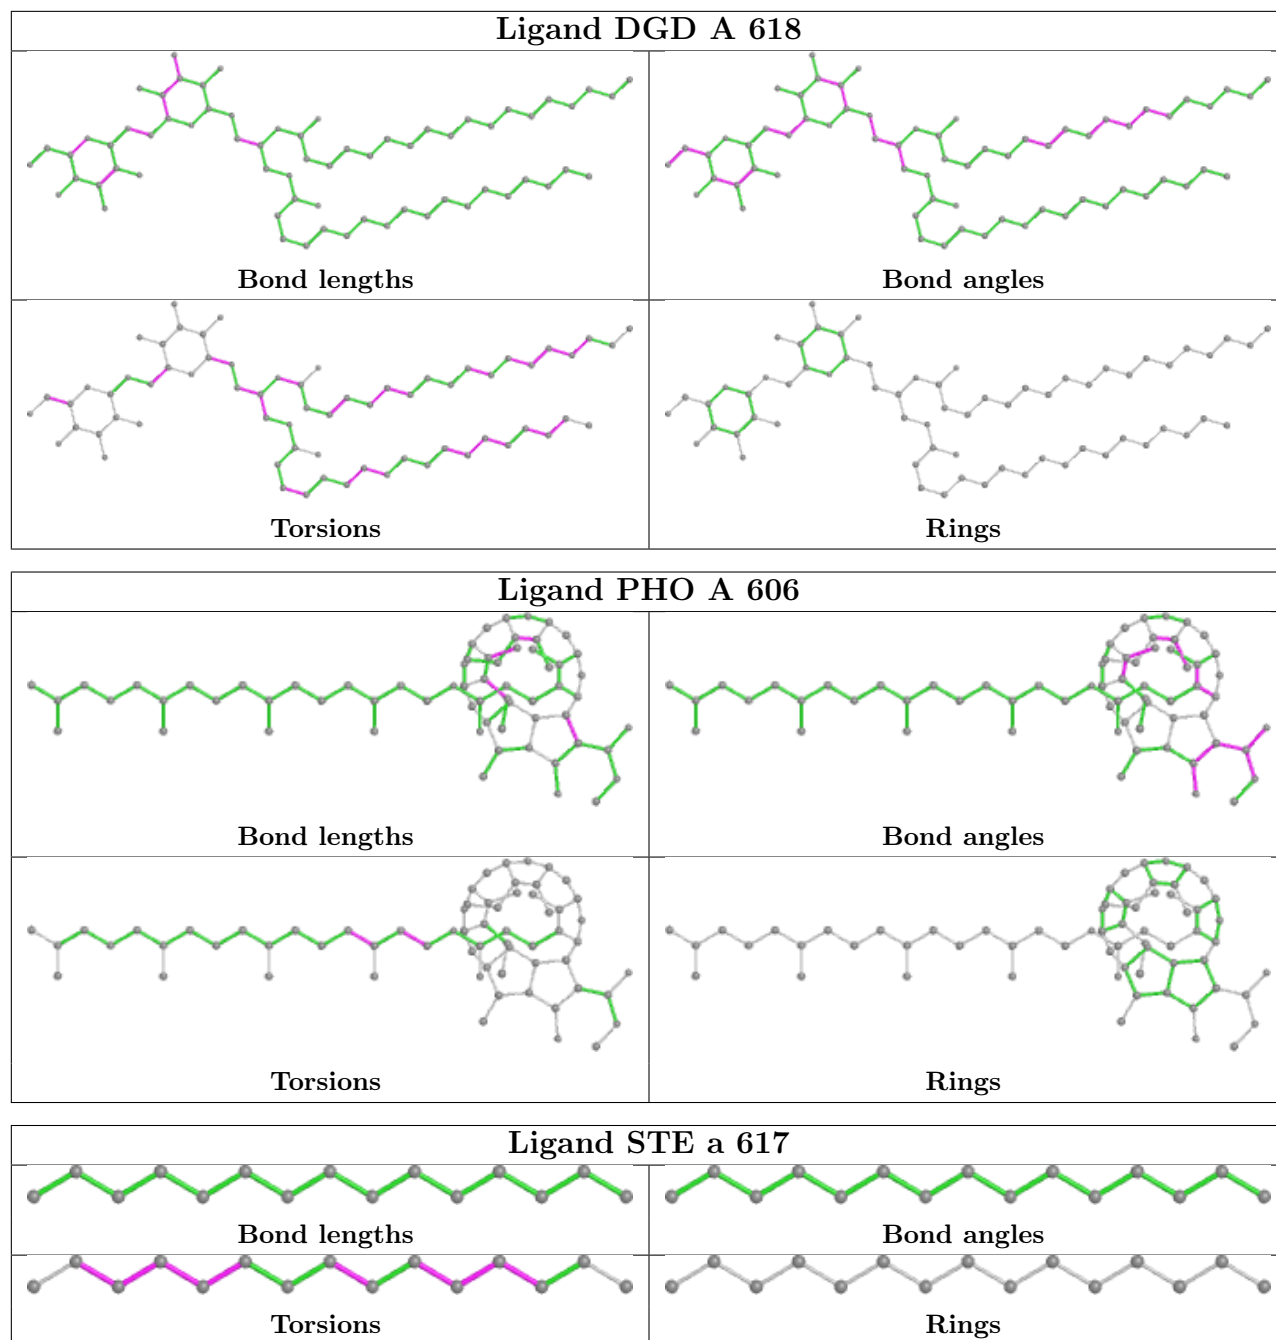 Ligand DGD A 618
Bond lengths
Bond angles
Torsions
Rings
Ligand PHO A 606
Bond lengths
Bond angles
Torsions
Rings
Ligand STE a 617
Bond lengths
Bond angles
Torsions
Rings